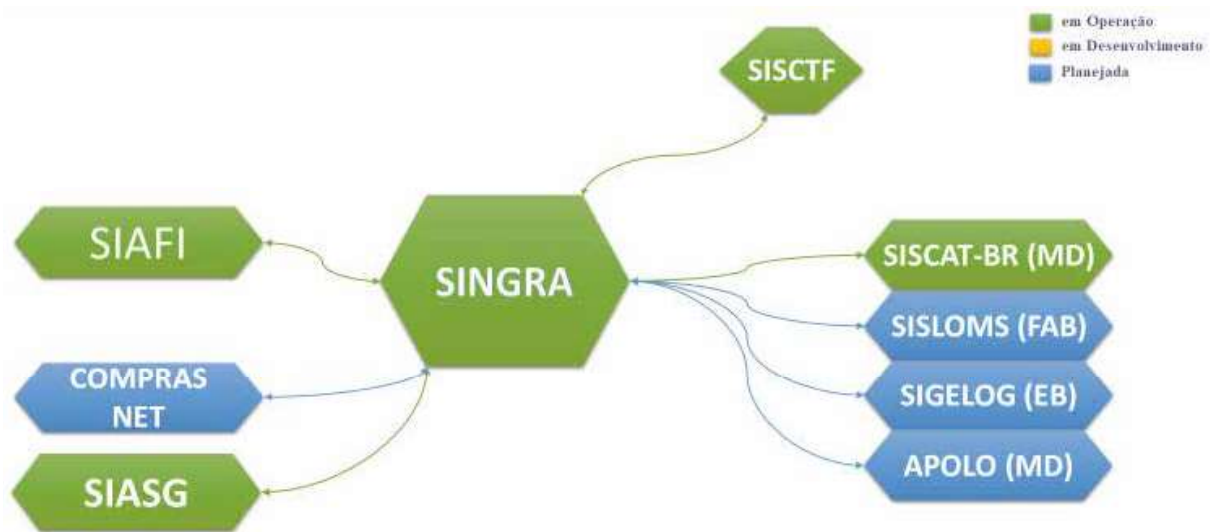 em Operação
em Desenvolvimento
Planejada
SISCTF
SIAFI
SINGRA
SISCAT-BR (MD)
SISLOMS (FAB)
COMPRAS
NET
SIGELOG (EB)
APOLO (MD)
SIASG